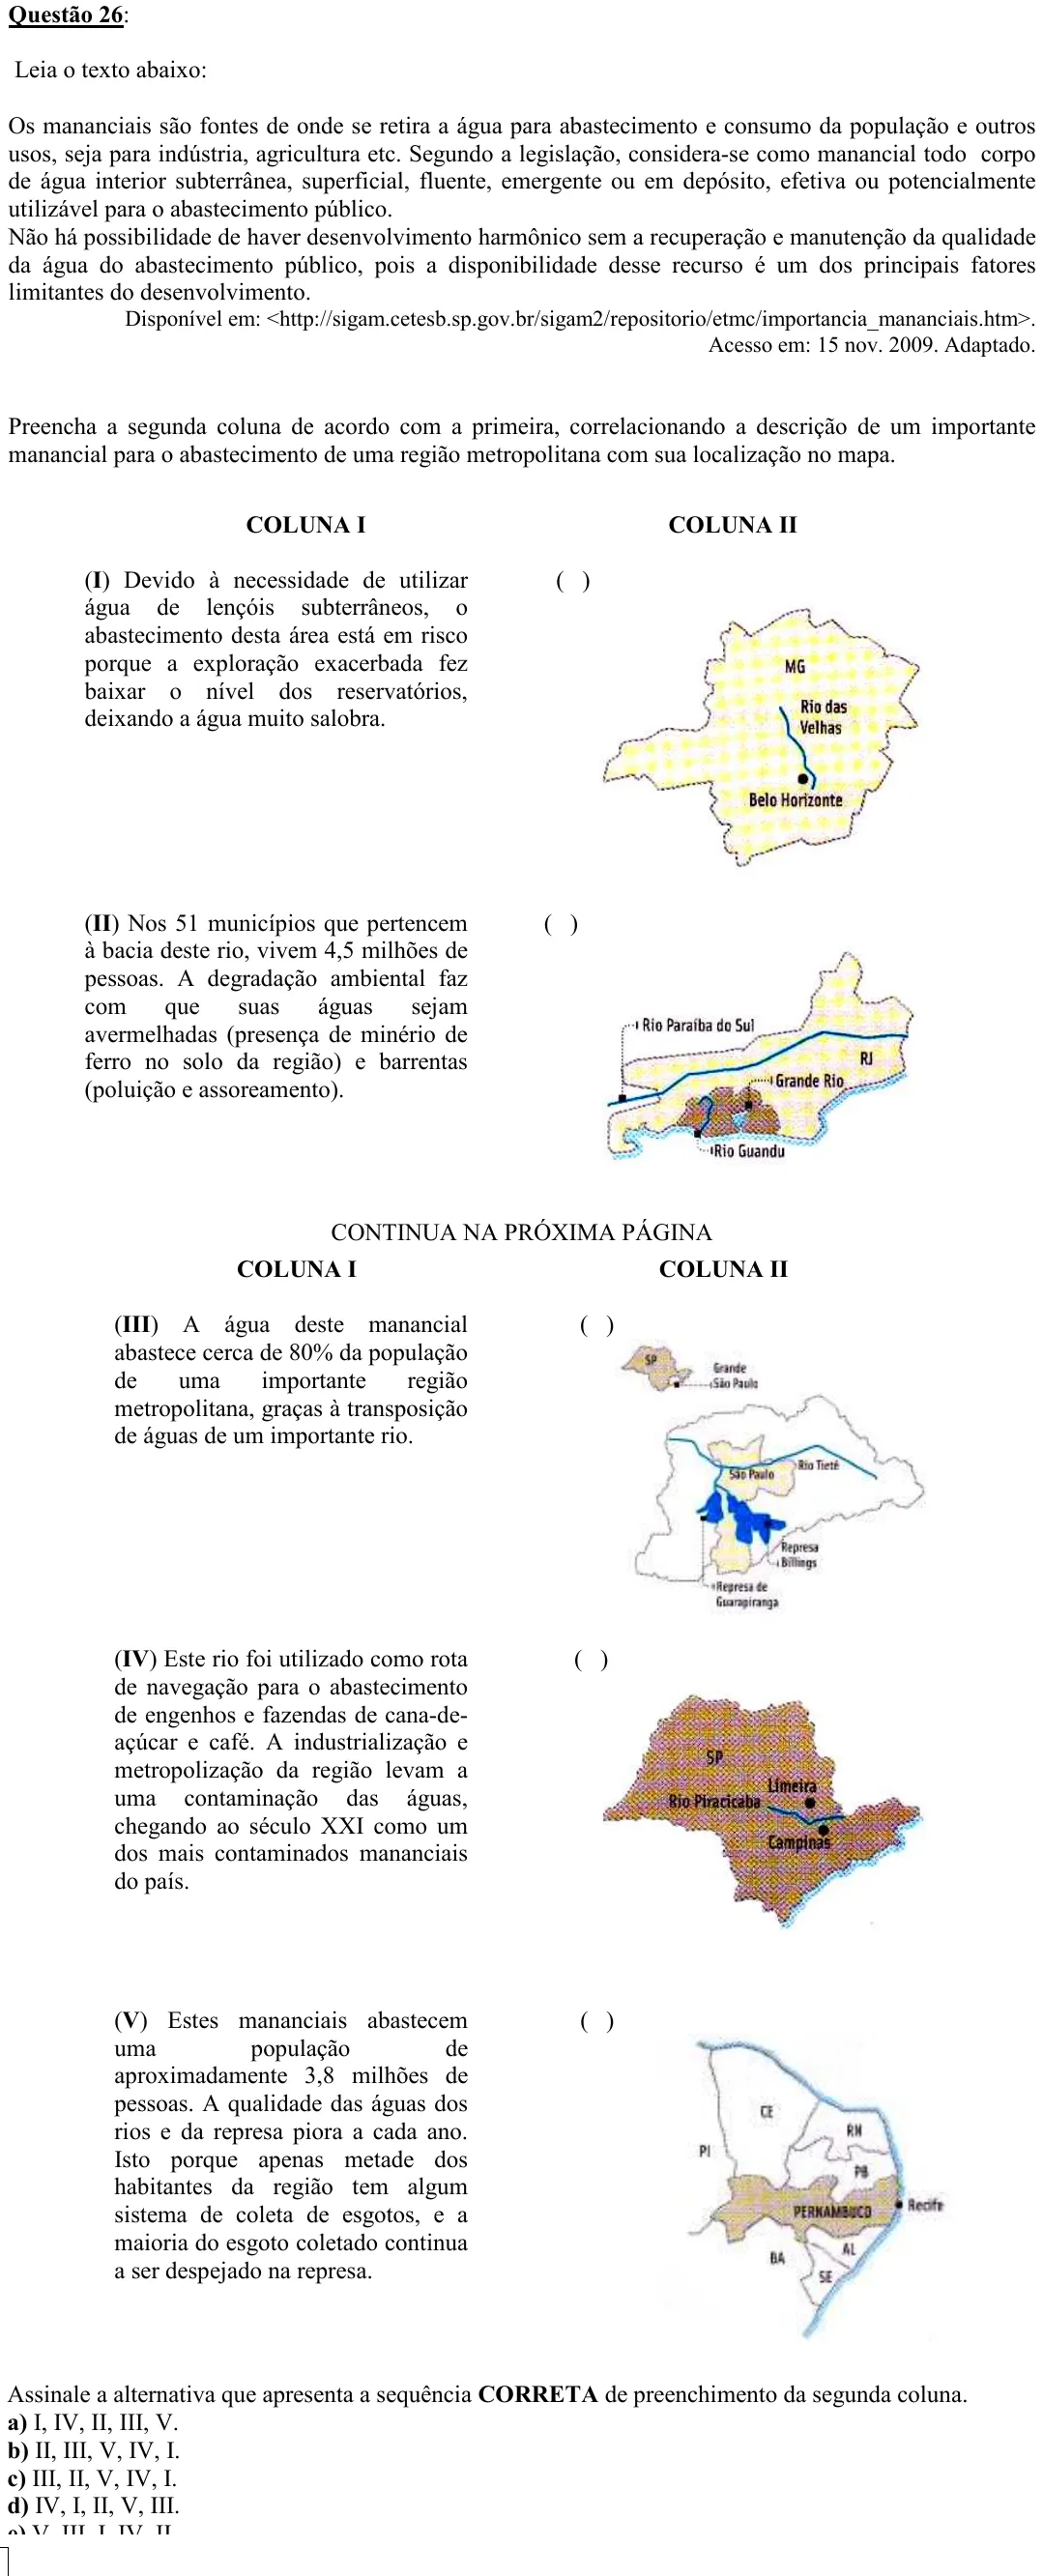 Questão 26:
Leia o texto abaixo:
Os mananciais são fontes de onde se retira a água para abastecimento e consumo da população e outros
usos, seja para indústria, agricultura etc. Segundo a legislação, considera-se como manancial todo corpo
de água interior subterrânea, superficial, fluente, emergente ou em depósito, efetiva ou potencialmente
utilizável para o abastecimento público.
Não há possibilidade de haver desenvolvimento harmônico sem a recuperação e manutenção da qualidade
da água do abastecimento público, pois a disponibilidade desse recurso é um dos principais fatores
limitantes do desenvolvimento.
Disponível em: <http://sigam.cetesb.sp.gov.br/sigam2/repositorio/etmc/importancia_mananciais.htm>.
Acesso em: 15 nov. 2009. Adaptado.
Preencha a segunda coluna de acordo com a primeira, correlacionando a descrição de um importante
manancial para o abastecimento de uma região metropolitana com sua localização no mapa.
COLUNA I
COLUNA II
(I) Devido à necessidade de utilizar
água de lençóis subterrâneos, o
abastecimento desta área está em risco
porque a exploração exacerbada fez
baixar o nível dos reservatórios,
deixando a água muito salobra.
( )
MG
Rio das
Velhas
Belo Horizonte
(II) Nos 51 municípios que pertencem
à bacia deste rio, vivem 4,5 milhões de
pessoas. A degradação ambiental faz
com que suas águas sejam
avermelhadas (presença de minério de
ferro no solo da região) e barrentas
(poluição e assoreamento).
( )
Rio Paraíba do Sul
RJ
Grande Rio
Rio Guandu
CONTINUA NA PRÓXIMA PÁGINA
COLUNA I
COLUNA II
(III) A água deste manancial
abastece cerca de 80% da população
de uma importante região
metropolitana, graças à transposição
de águas de um importante rio.
( )
SP
Grande
São Paulo
São Paulo
Rio Tietê
Represa
Billings
Represa de
Guarapiranga
(IV) Este rio foi utilizado como rota
de navegação para o abastecimento
de engenhos e fazendas de cana-de-
açúcar e café. A industrialização e
metropolização da região levam a
uma contaminação das águas,
chegando ao século XXI como um
dos mais contaminados mananciais
do país.
( )
SP
Limeira
Rio Piracicaba
Campinas
(V) Estes mananciais abastecem
uma população de
aproximadamente 3,8 milhões de
pessoas. A qualidade das águas dos
rios e da represa piora a cada ano.
Isto porque apenas metade dos
habitantes da região tem algum
sistema de coleta de esgotos, e a
maioria do esgoto coletado continua
a ser despejado na represa.
( )
CE
RN
PI
PB
Recife
PERNAMBUCO
AL
BA
SE
Assinale a alternativa que apresenta a sequência CORRETA de preenchimento da segunda coluna.
a) I, IV, II, III, V.
b) II, III, V, IV, I.
c) III, II, V, IV, I.
d) IV, I, II, V, III.
e) V, III, I, IV, II